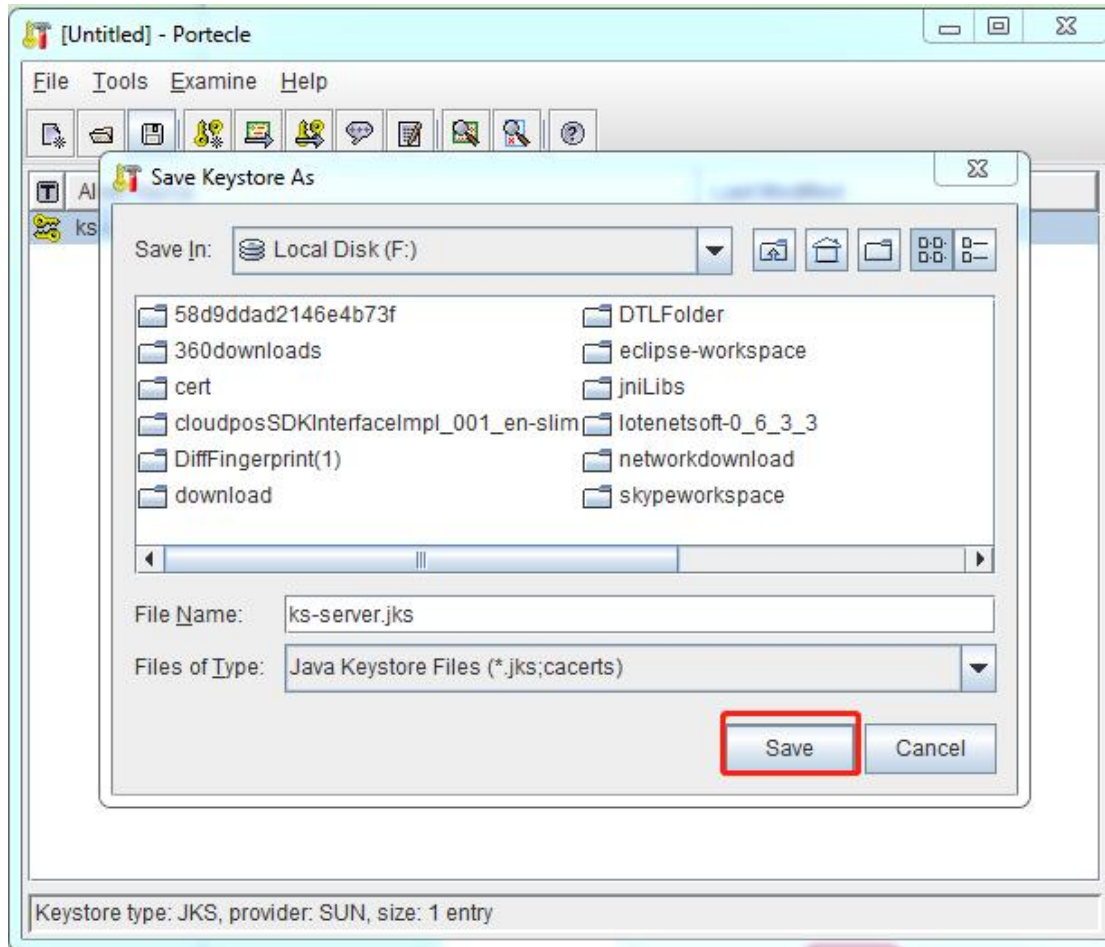 [Untitled] - Portecle
File Tools Examine Help
Save Keystore As
T Al
ks
Save In: Local Disk (F:)
58d9ddad2146e4b73f DTLFolder
360downloads eclipse-workspace
cert jniLibs
cloudposSDKInterfaceImpl_001_en-slim lotenetsoft-0_6_3_3
DiffFingerprint(1) networkdownload
download skypeworkspace
File Name: ks-server.jks
Files of Type: Java Keystore Files (*.jks;cacerts)
Save Cancel
Keystore type: JKS, provider: SUN, size: 1 entry